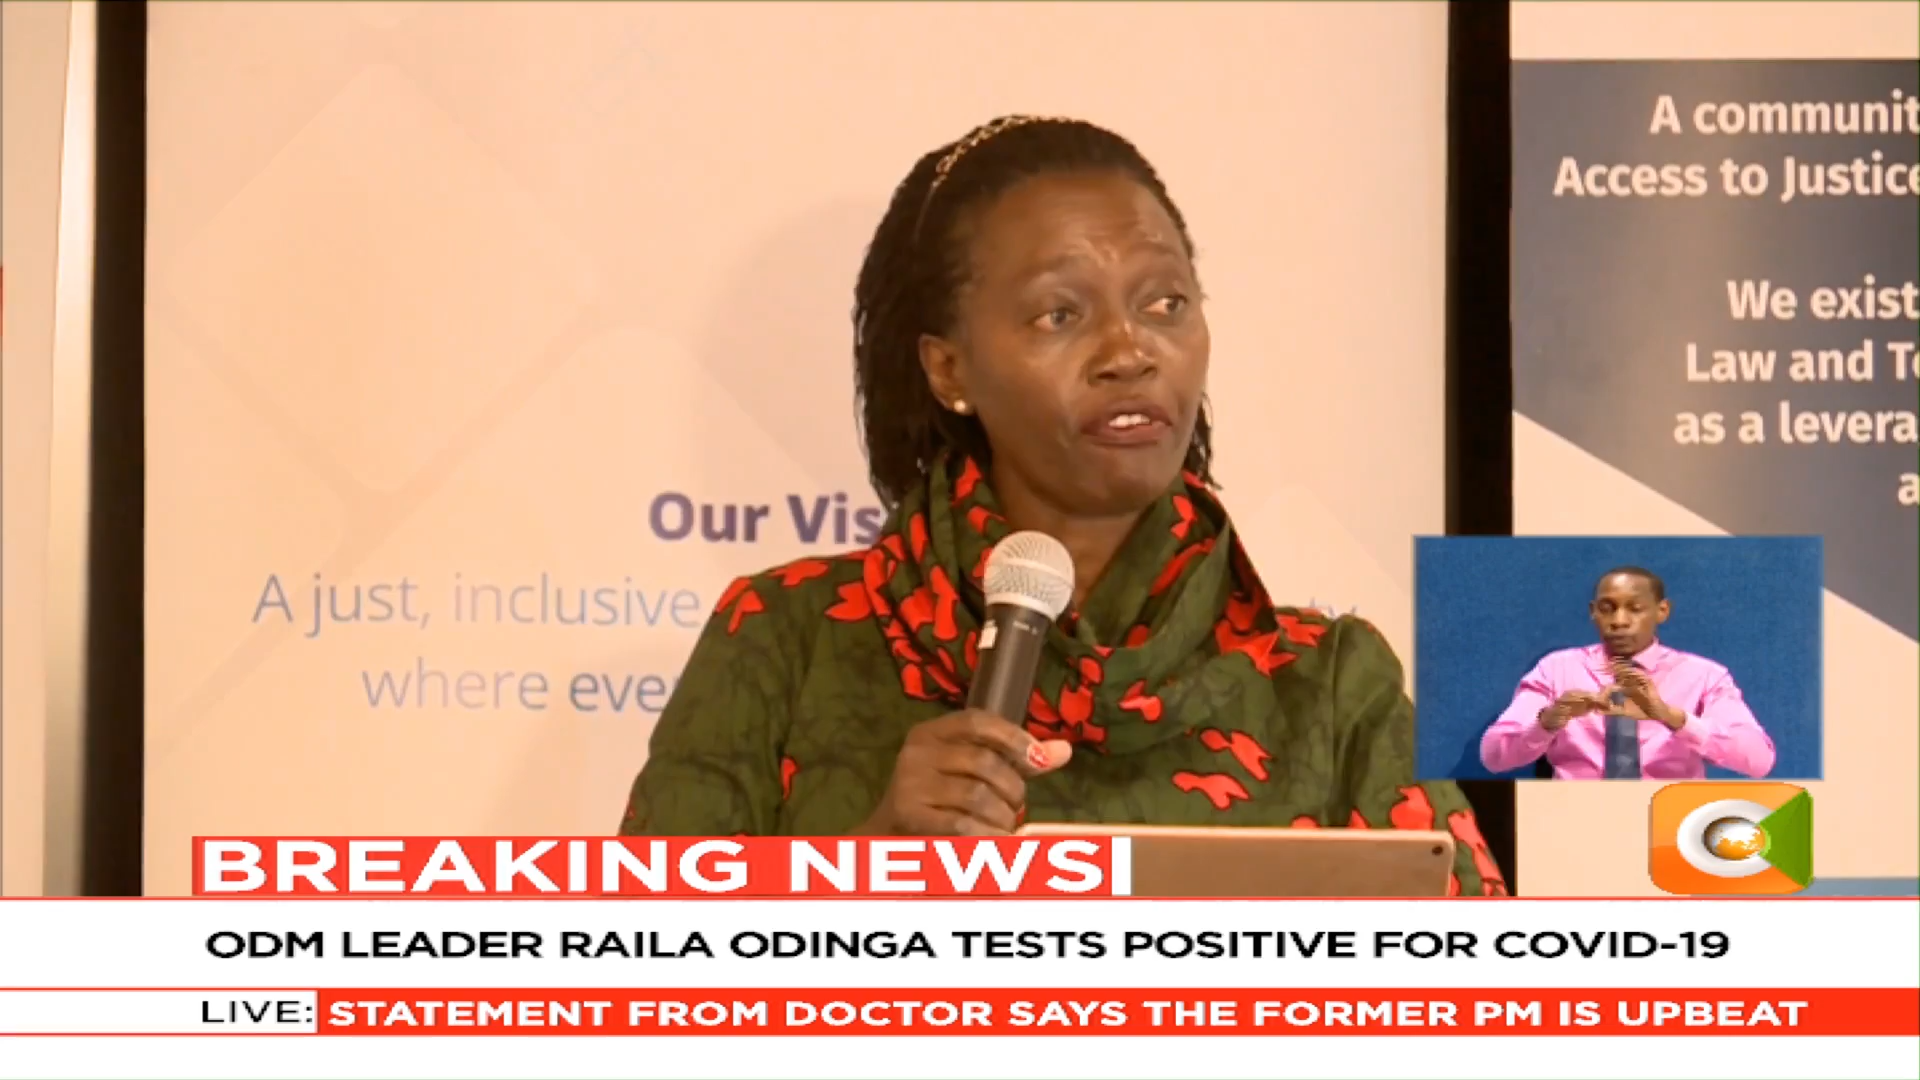 A communit
Access to Justice
We exist
Law and T
as a levera
a
Our Vis
A just, inclusive
where eve
BREAKING NEWS
ODM LEADER RAILA ODINGA TESTS POSITIVE FOR COVID-19
LIVE: STATEMENT FROM DOCTOR SAYS THE FORMER PM IS UPBEAT